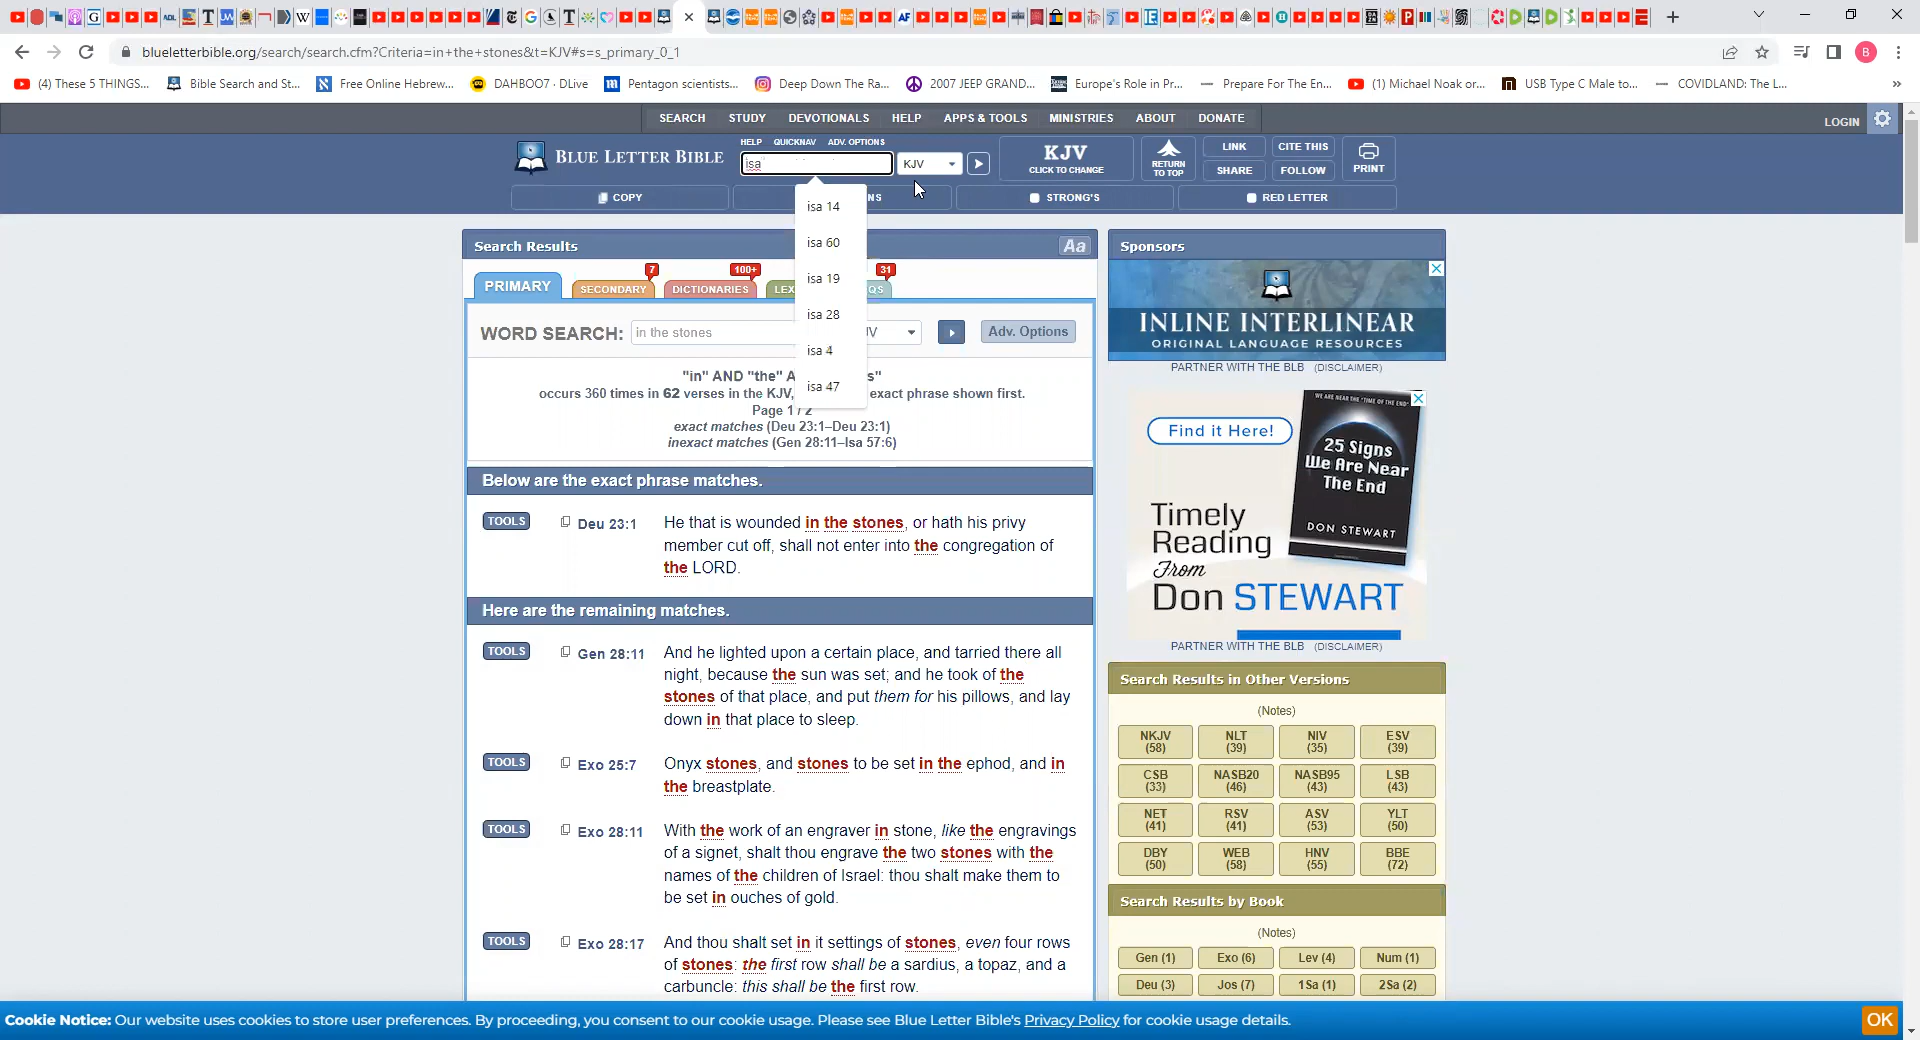 blueletterbible.org/search/search.cfm?Criteria=in+the+stones&t=KJV#s=s_primary_0_1
B
(4) These 5 THINGS...
Bible Search and St...
Free Online Hebrew...
DAHBOO7 · DLive
Pentagon scientists...
Deep Down The Ra...
2007 JEEP GRAND...
Europe's Role in Pr...
Prepare For The En...
(1) Michael Noak or...
USB Type C Male to...
COVIDLAND: The L...
»
SEARCH STUDY DEVOTIONALS HELP APPS & TOOLS MINISTRIES ABOUT DONATE
LOGIN
BLUE LETTER BIBLE
HELP QUICKNAV ADV. OPTIONS
isa
KJV
KJV
CLICK TO CHANGE
RETURN
TO TOP
LINK
CITE THIS
SHARE
FOLLOW
PRINT
COPY
NS
STRONG'S
RED LETTER
isa 14
isa 60
isa 19
isa 28
isa 4
isa 47
Search Results
Aa
PRIMARY
SECONDARY
7
DICTIONARIES
100+
LEX
QS
31
WORD SEARCH:
in the stones
Adv. Options
"in" AND "the" A
s"
occurs 360 times in 62 verses in the KJV,
exact phrase shown first.
Page 1 / 2
exact matches (Deu 23:1–Deu 23:1)
inexact matches (Gen 28:11–Isa 57:6)
Below are the exact phrase matches.
TOOLS
Deu 23:1
He that is wounded in the stones, or hath his privy
member cut off, shall not enter into the congregation of
the LORD.
Here are the remaining matches.
TOOLS
Gen 28:11
And he lighted upon a certain place, and tarried there all
night, because the sun was set; and he took of the
stones of that place, and put them for his pillows, and lay
down in that place to sleep.
TOOLS
Exo 25:7
Onyx stones, and stones to be set in the ephod, and in
the breastplate.
TOOLS
Exo 28:11
With the work of an engraver in stone, like the engravings
of a signet, shalt thou engrave the two stones with the
names of the children of Israel: thou shalt make them to
be set in ouches of gold.
TOOLS
Exo 28:17
And thou shalt set in it settings of stones, even four rows
of stones: the first row shall be a sardius, a topaz, and a
carbuncle: this shall be the first row.
Sponsors
INLINE INTERLINEAR
ORIGINAL LANGUAGE RESOURCES
PARTNER WITH THE BLB (DISCLAIMER)
Find it Here!
WE ARE NEAR THE "TIME OF THE END"
25 Signs
We Are Near
The End
DON STEWART
Timely
Reading
From
Don STEWART
PARTNER WITH THE BLB (DISCLAIMER)
Search Results in Other Versions
(Notes)
NKJV
(58)
NLT
(39)
NIV
(35)
ESV
(39)
CSB
(33)
NASB20
(46)
NASB95
(43)
LSB
(43)
NET
(41)
RSV
(41)
ASV
(53)
YLT
(50)
DBY
(50)
WEB
(58)
HNV
(55)
BBE
(72)
Search Results by Book
(Notes)
Gen (1) Exo (6) Lev (4) Num (1)
Deu (3) Jos (7) 1Sa (1) 2Sa (2)
Cookie Notice: Our website uses cookies to store user preferences. By proceeding, you consent to our cookie usage. Please see Blue Letter Bible's Privacy Policy for cookie usage details.
OK